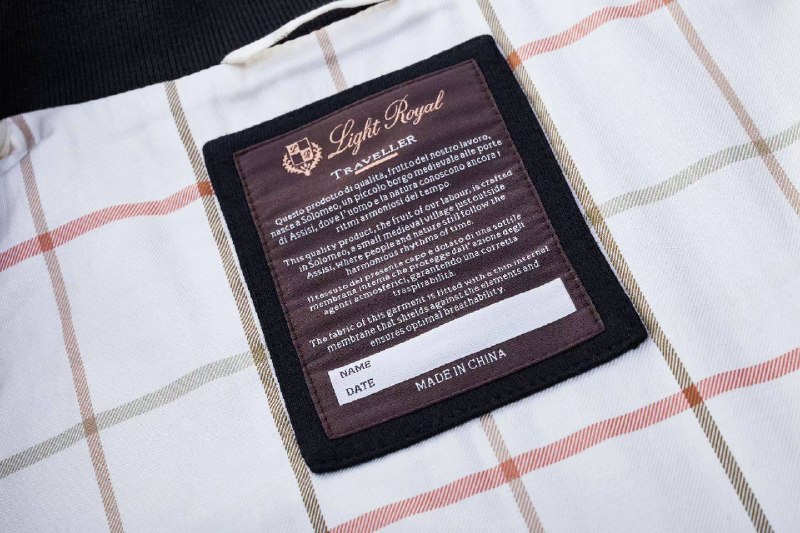 Light Royal
TRAVELLER
Questo prodotto di qualità, frutto del nostro lavoro,
nasce a Solomeo, un piccolo borgo medievale alle porte
di Assisi, dove l'uomo e la natura conoscono ancora i
ritmi armoniosi del tempo.
This quality product, the fruit of our labour, is crafted
in Solomeo, a small medieval village just outside
Assisi, where people and nature still follow the
harmonious rhythms of time.
Il tessuto del presente capo è dotato di una sottile
membrana interna che protegge dall'azione degli
agenti atmosferici, garantendo una corretta
traspirabilità.
The fabric of this garment is fitted with a thin internal
membrane that shields against the elements and
ensures optimal breathability.
NAME
DATE
MADE IN CHINA